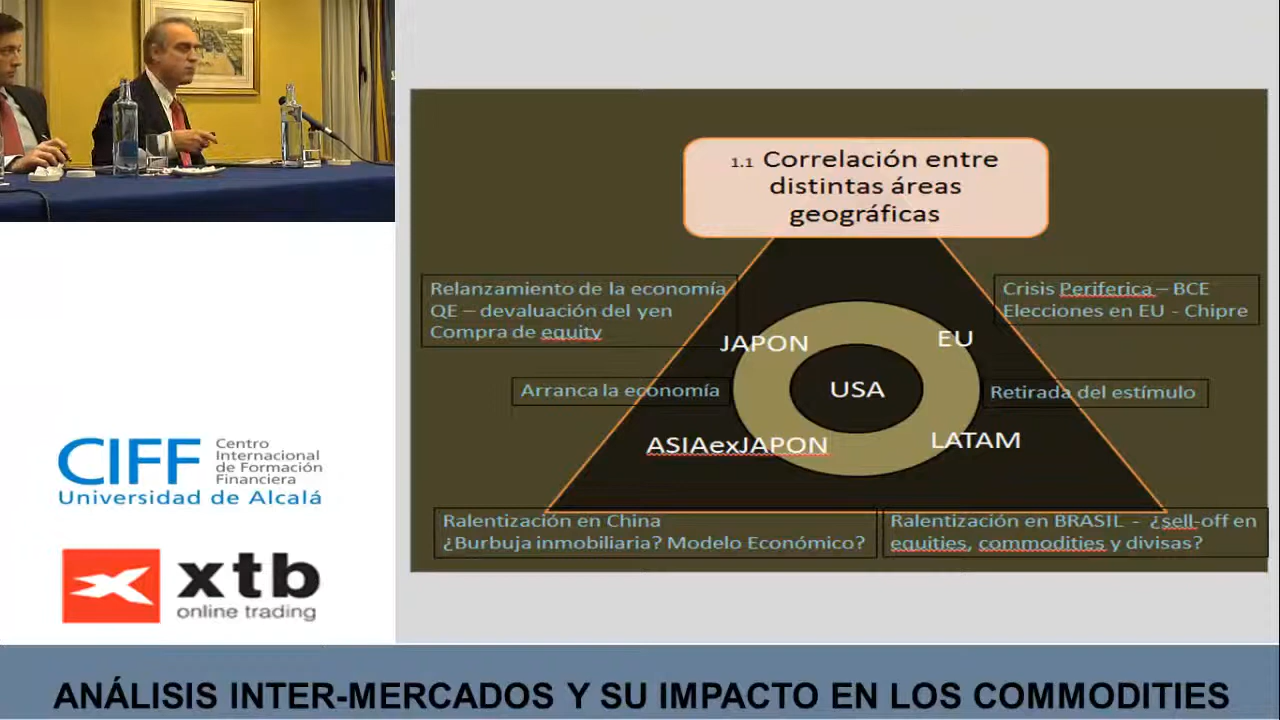 1.1 Correlación entre
distintas áreas
geográficas
Relanzamiento de la economía
QE – devaluación del yen
Compra de equity
Crisis Periferica – BCE
Elecciones en EU - Chipre
JAPON
EU
Arranca la economía
USA
Retirada del estímulo
ASIAexJAPON
LATAM
Ralentización en China
¿Burbuja inmobiliaria? Modelo Económico?
Ralentización en BRASIL - ¿sell-off en
equities, commodities y divisas?
CIFF
Centro
Internacional
de Formación
Financiera
Universidad de Alcalá
xtb
online trading
ANÁLISIS INTER-MERCADOS Y SU IMPACTO EN LOS COMMODITIES